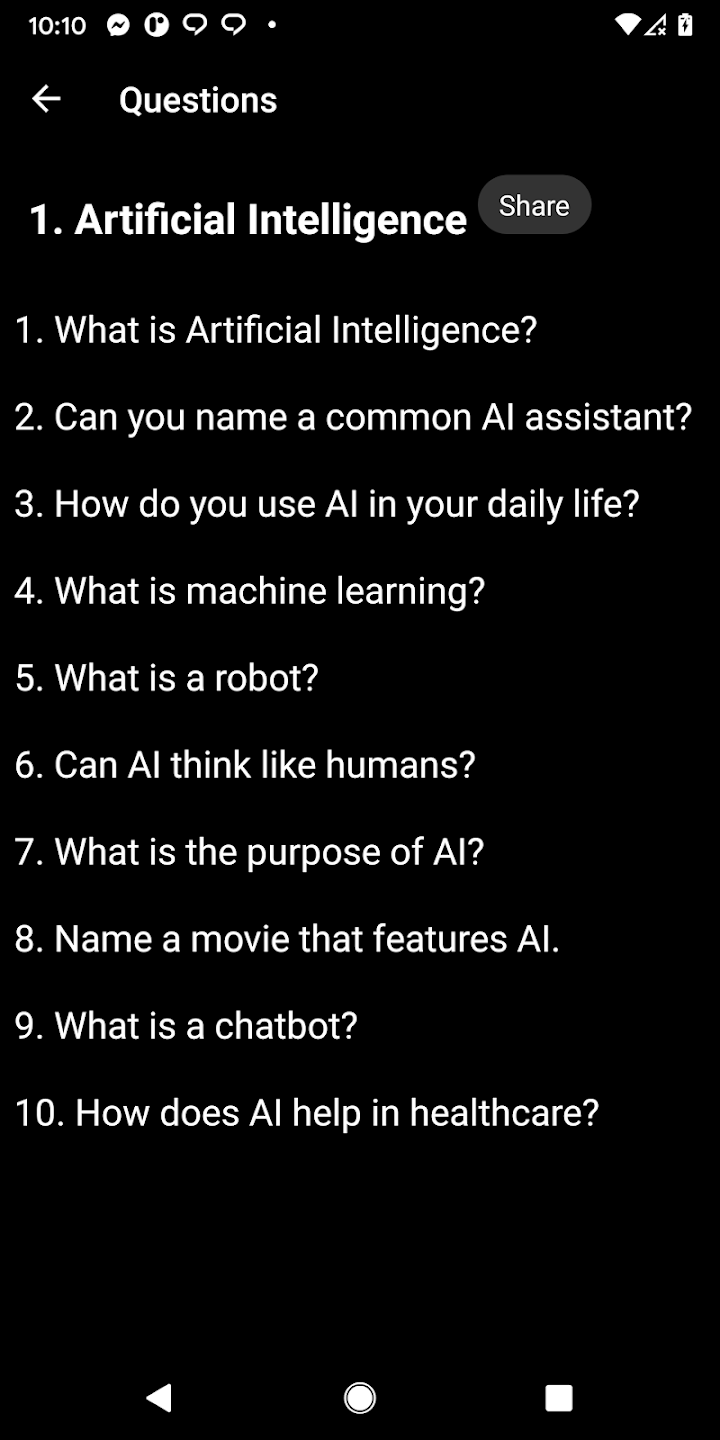 10:10
Questions
1. Artificial Intelligence
Share
1. What is Artificial Intelligence?
2. Can you name a common AI assistant?
3. How do you use AI in your daily life?
4. What is machine learning?
5. What is a robot?
6. Can AI think like humans?
7. What is the purpose of AI?
8. Name a movie that features AI.
9. What is a chatbot?
10. How does AI help in healthcare?